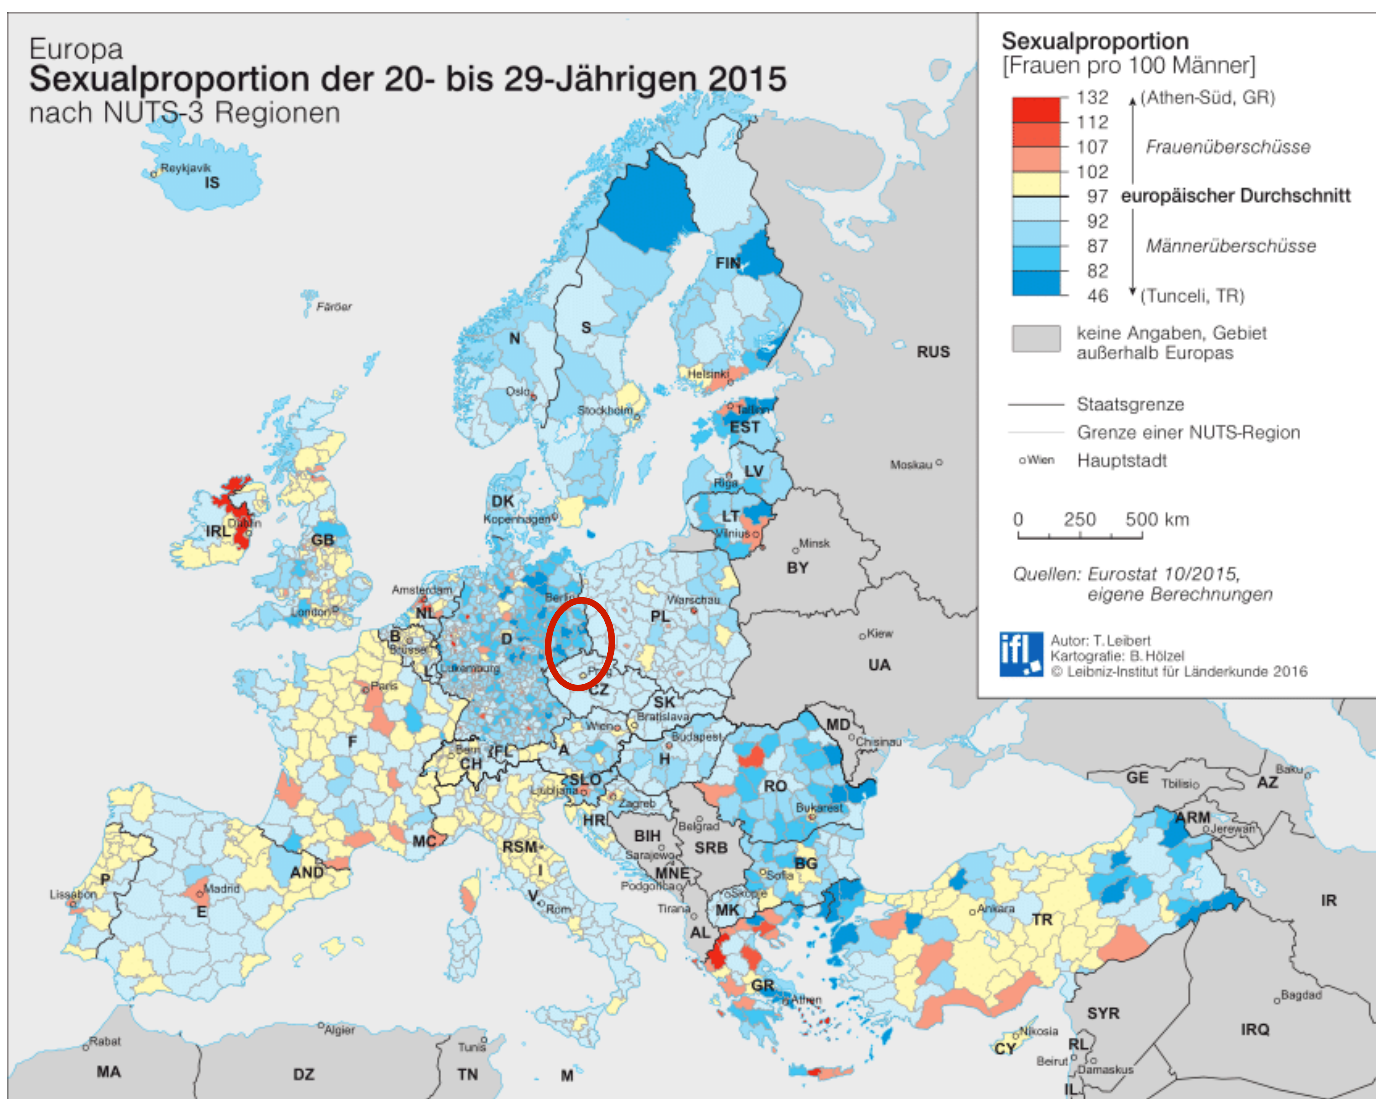 Europa
Sexualproportion der 20- bis 29-Jährigen 2015
nach NUTS-3 Regionen
Sexualproportion
[Frauen pro 100 Männer]
132 (Athen-Süd, GR)
112
107 Frauenüberschüsse
102
97 europäischer Durchschnitt
92
87 Männerüberschüsse
82
46 (Tunceli, TR)
keine Angaben, Gebiet
außerhalb Europas
Staatsgrenze
Grenze einer NUTS-Region
Wien Hauptstadt
0 250 500 km
Quellen: Eurostat 10/2015,
eigene Berechnungen
ifl
Autor: T. Leibert
Kartografie: B. Hölzel
© Leibniz-Institut für Länderkunde 2016
Reykjavik
IS
Färöer
FIN
N
S
RUS
Helsinki
Oslo
Stockholm
Tallinn
EST
Moskau
LV
Riga
DK
Kopenhagen
LT
Vilnius
IRL
Dublin
GB
Minsk
BY
Amsterdam
Berlin
Warschau
London
NL
PL
B
Brüssel
D
Kiew
L
Luxemburg
UA
CZ
Paris
SK
Bratislava
Wien
MD
Chisinau
F
Bern
FL
A
Budapest
H
CH
GE
Tbilisi
Baku
AZ
SLO
Ljubljana
RO
Zagreb
Bukarest
HR
Belgrad
ARM
Jerewan
MC
RSM
BIH
SRB
Sarajewo
AND
I
MNE
BG
Sofia
P
Podgorica
Madrid
V
Rom
Skopje
MK
Lissabon
E
Tirana
Ankara
TR
IR
AL
GR
Athen
SYR
Bagdad
Algier
Nikosia
IRQ
Rabat
Tunis
CY
RL
Beirut
Damaskus
MA
DZ
TN
M
IL